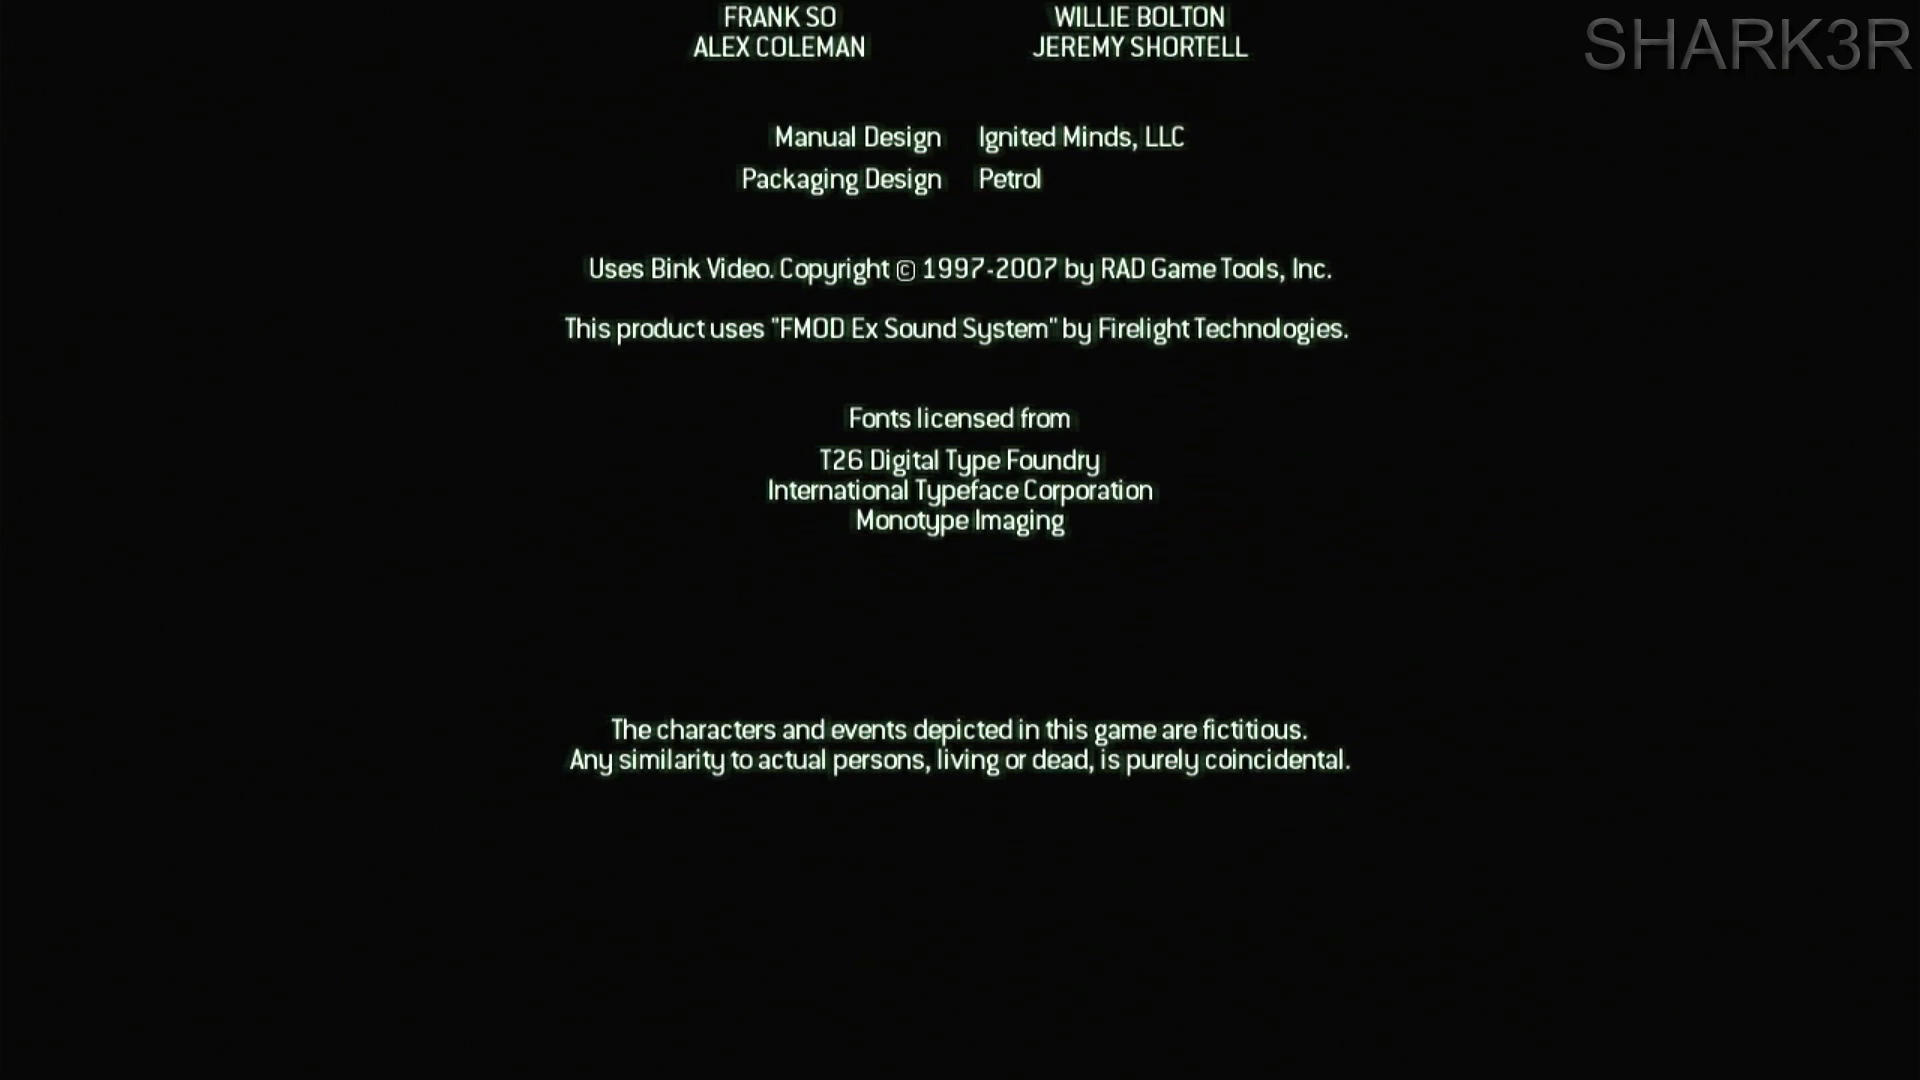 FRANK SO WILLIE BOLTON
ALEX COLEMAN JEREMY SHORTELL
SHARK3R
Manual Design Ignited Minds, LLC
Packaging Design Petrol
Uses Bink Video. Copyright © 1997-2007 by RAD Game Tools, Inc.
This product uses "FMOD Ex Sound System" by Firelight Technologies.
Fonts licensed from
T26 Digital Type Foundry
International Typeface Corporation
Monotype Imaging
The characters and events depicted in this game are fictitious.
Any similarity to actual persons, living or dead, is purely coincidental.